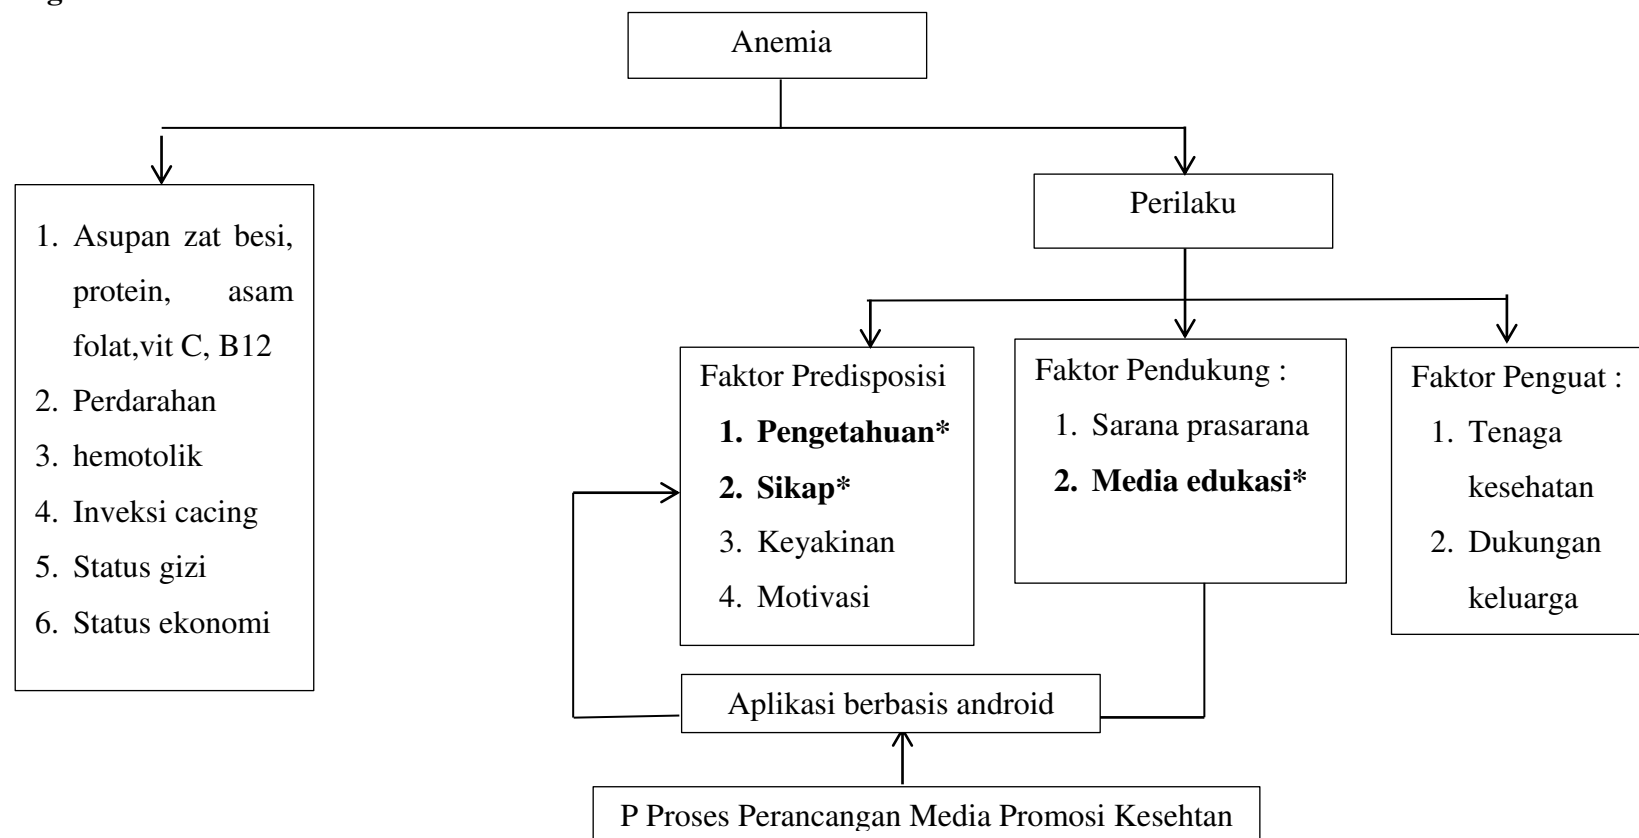 Anemia
1. Asupan zat besi,
protein, asam
folat,vit C, B12
2. Perdarahan
3. hemotolik
4. Inveksi cacing
5. Status gizi
6. Status ekonomi
Perilaku
Faktor Predisposisi
1. Pengetahuan*
2. Sikap*
3. Keyakinan
4. Motivasi
Faktor Pendukung :
1. Sarana prasarana
2. Media edukasi*
Faktor Penguat :
1. Tenaga
kesehatan
2. Dukungan
keluarga
Aplikasi berbasis android
P Proses Perancangan Media Promosi Kesehtan